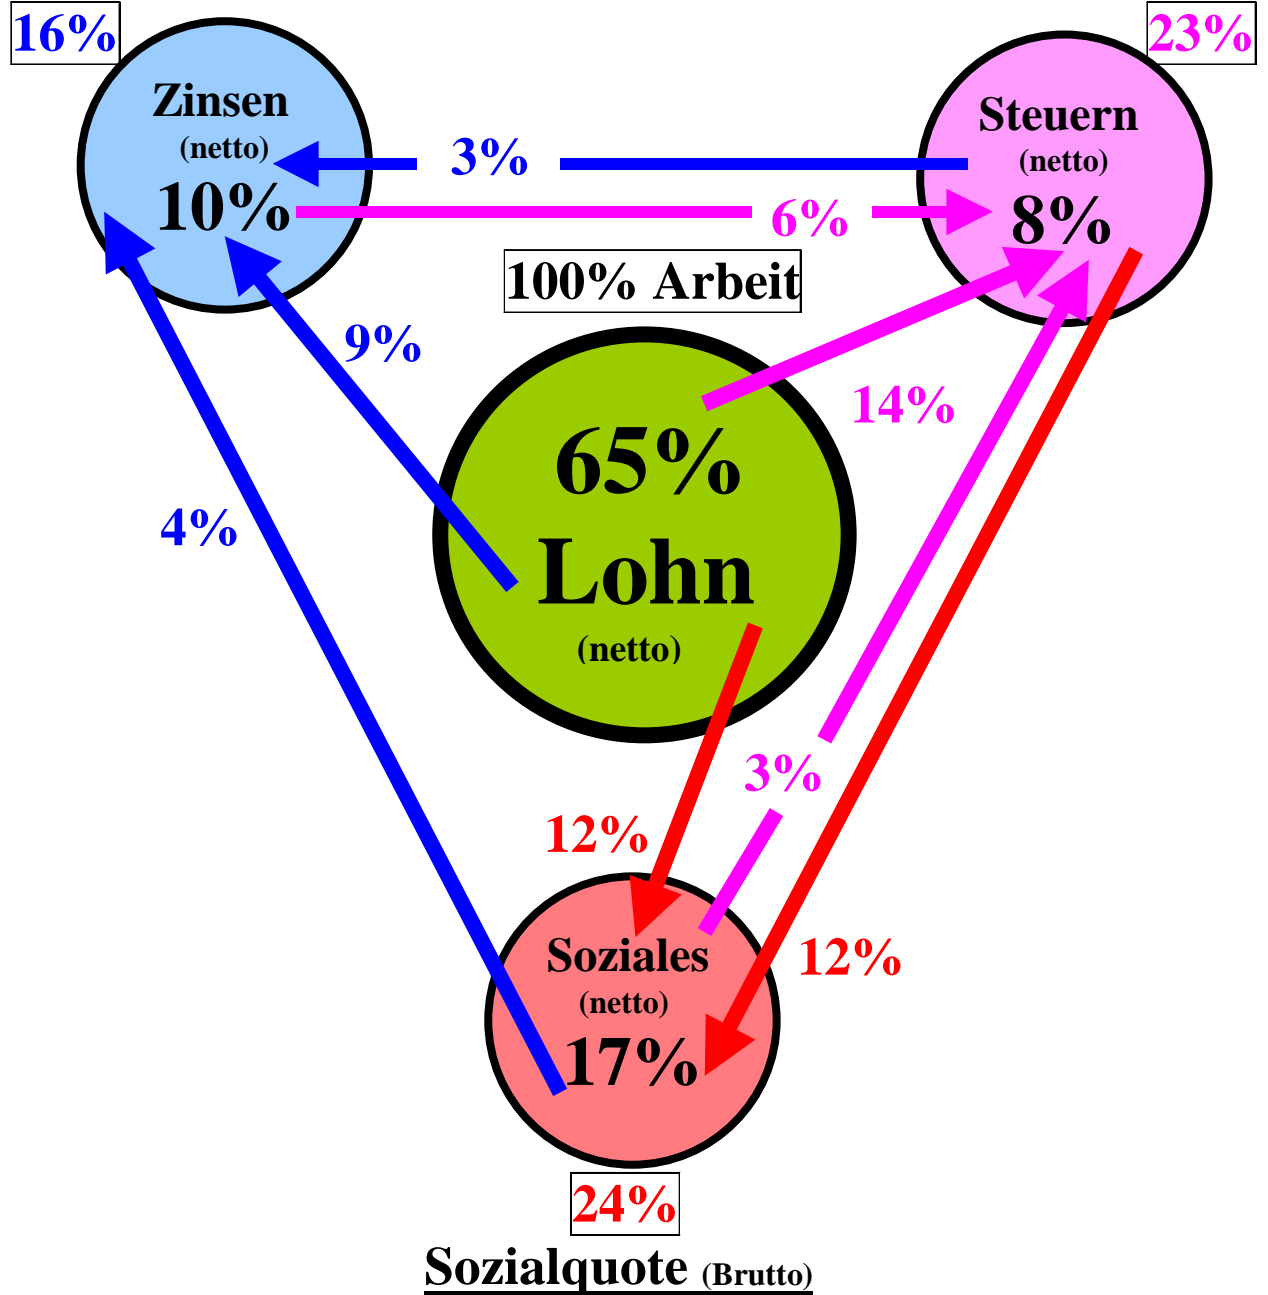 16%
23%
Zinsen
(netto)
10%
Steuern
(netto)
8%
3%
6%
100% Arbeit
9%
14%
65%
Lohn
(netto)
4%
3%
12%
12%
Soziales
(netto)
17%
24%
Sozialquote (Brutto)